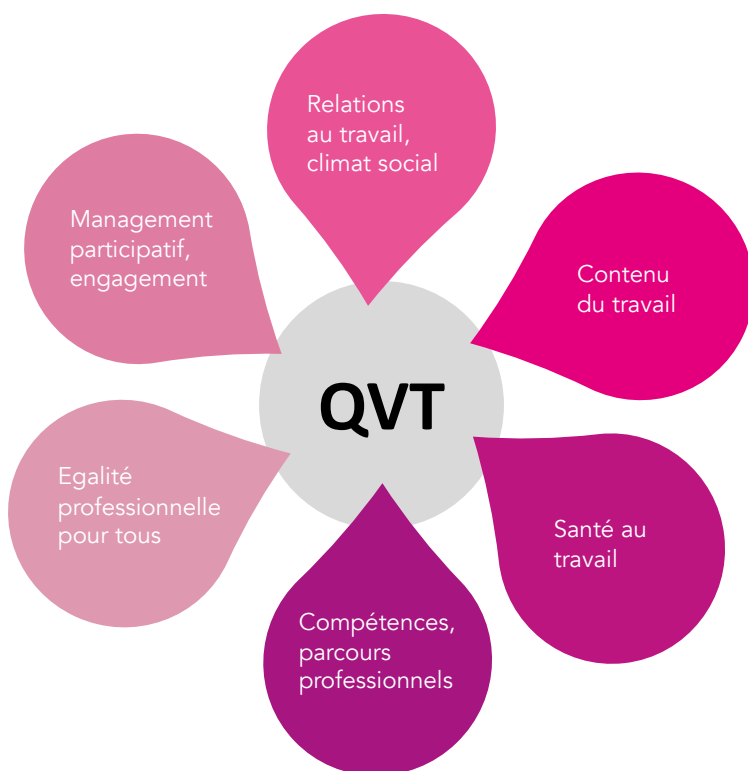 Relations
au travail,
climat social
Contenu
du travail
Santé au
travail
Compétences,
parcours
professionnels
Egalité
professionnelle
pour tous
Management
participatif,
engagement
QVT